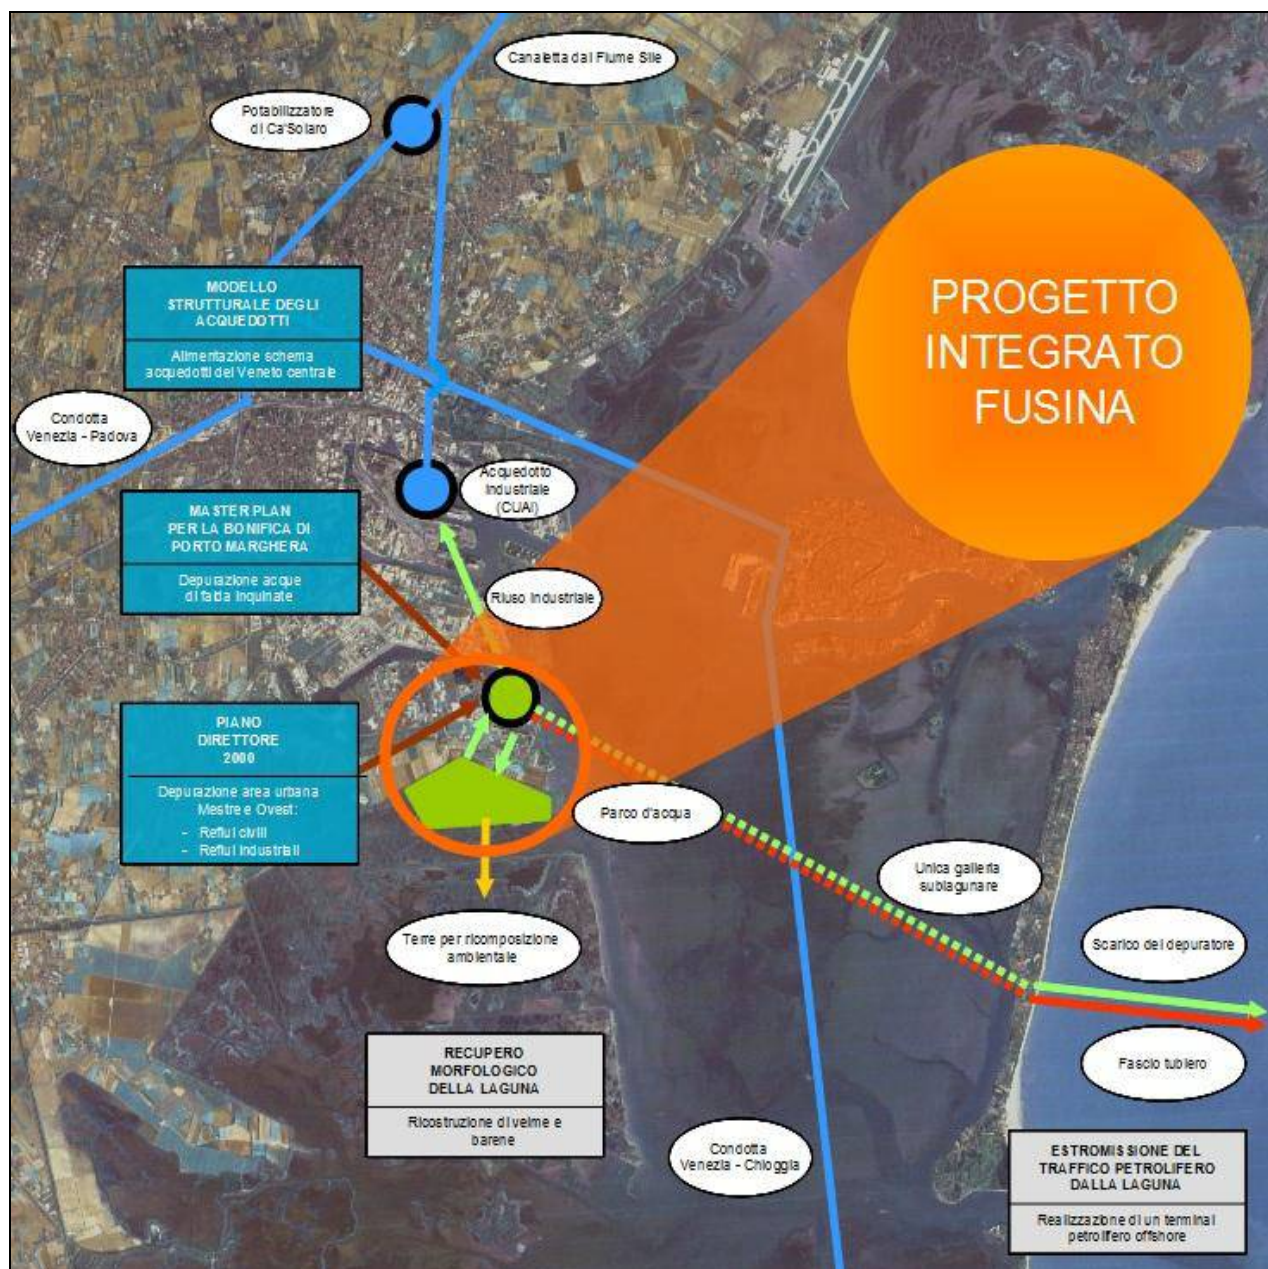 Canaletta dal Fiume Sile
Potabilizzatore
di Ca'Solaro
PROGETTO
INTEGRATO
FUSINA
MODELLO
STRUTTURALE DEGLI
ACQUEDOTTI
Alimentazione schema
acquedotti del Veneto centrale
Condotta
Venezia - Padova
Acquedotto
Industriale
(CUAI)
MASTER PLAN
PER LA BONIFICA DI
PORTO MARGHERA
Depurazione acque
di falda inquinate
Riuso Industriale
PIANO
DIRETTORE
2000
Depurazione area urbana
Mestre e Ovest:
- Reflui civili
- Reflui industriali
Parco d'acqua
Unica galleria
sublagunare
Terre per ricomposizione
ambientale
Scarico del depuratore
Fascio tubiero
RECUPERO
MORFOLOGICO
DELLA LAGUNA
Ricostruzione di velme e
barene
Condotta
Venezia - Chioggia
ESTROMISSIONE DEL
TRAFFICO PETROLIFERO
DALLA LAGUNA
Realizzazione di un terminal
petrolifero offshore